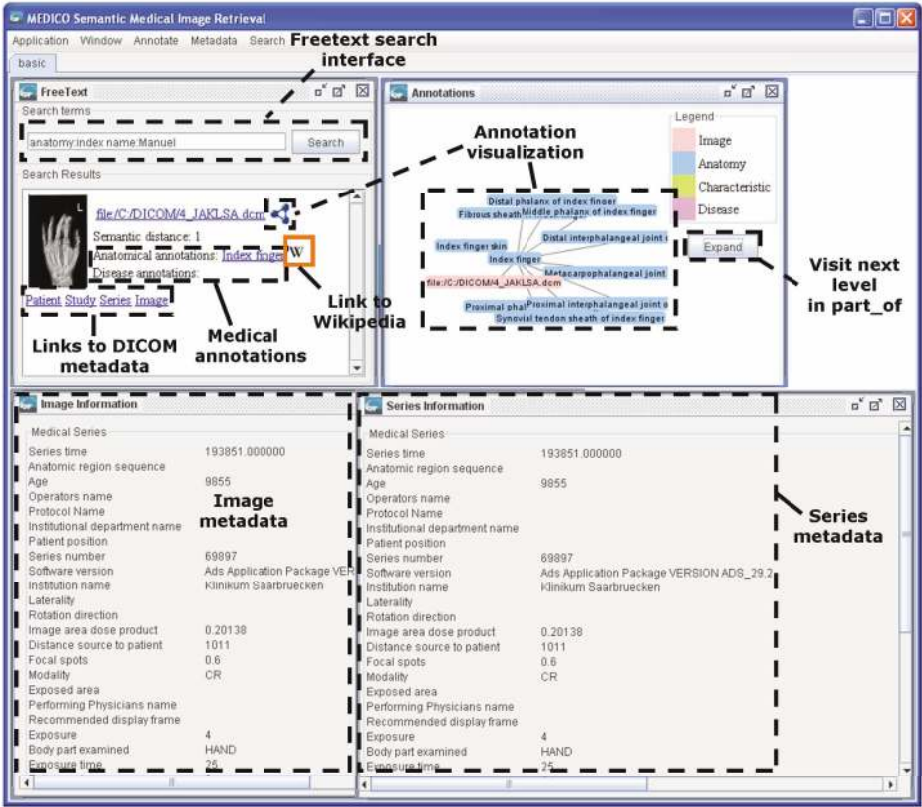 MEDICO Semantic Medical Image Retrieval
Application Window Annotate Metadata Search
Freetext search
interface
basic
FreeText
Search terms
anatomy:index name:Manuel
Search
Search Results
L
file:/C:/DICOM/4_JAKLSA.dcm
Semantic distance: 1
Anatomical annotations: Index finger
W
Disease annotations:
Patient Study Series Image
Links to DICOM
metadata
Medical
annotations
Link to
Wikipedia
Annotations
Annotation
visualization
Legend
Image
Anatomy
Characteristic
Disease
Expand
Visit next
level
in part_of
Distal phalanx of index finger
Fibrous sheath
Middle phalanx of index finger
Distal interphalangeal joint o
Index finger skin
Index finger
Metacarpophalangeal joint
file:/C:/DICOM/4_JAKLSA.dcm
Proximal phal
Proximal interphalangeal joint o
Synovial tendon sheath of index finger
Image Information
Medical Series
Series time 193851.000000
Anatomic region sequence
Age 9855
Operators name
Protocol Name
Institutional department name
Patient position
Series number 69897
Software version Ads Application Package VER
Institution name Klinikum Saarbruecken
Laterality
Rotation direction
Image area dose product 0.20138
Distance source to patient 1011
Focal spots 0.6
Modality CR
Exposed area
Performing Physicians name
Recommended display frame
Exposure 4
Body part examined HAND
Exposure time 25
Image
metadata
Series Information
Medical Series
Series time 193851.000000
Anatomic region sequence
Age 9855
Operators name
Protocol Name
Institutional department name
Patient position
Series number 69897
Software version Ads Application Package VERSION ADS_29.2
Institution name Klinikum Saarbruecken
Laterality
Rotation direction
Image area dose product 0.20138
Distance source to patient 1011
Focal spots 0.6
Modality CR
Exposed area
Performing Physicians name
Recommended display frame
Exposure 4
Body part examined HAND
Exposure time 25
Series
metadata